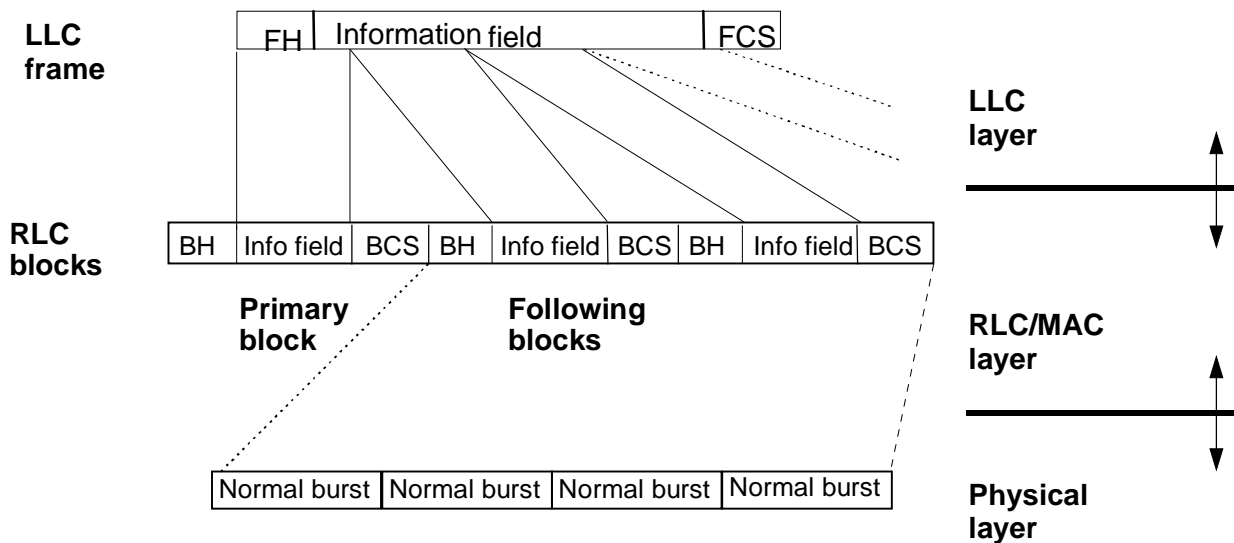 LLC
frame
FH Information field FCS
LLC
layer
RLC
blocks
BH Info field BCS BH Info field BCS BH Info field BCS
Primary
block
Following
blocks
RLC/MAC
layer
Normal burst Normal burst Normal burst Normal burst
Physical
layer